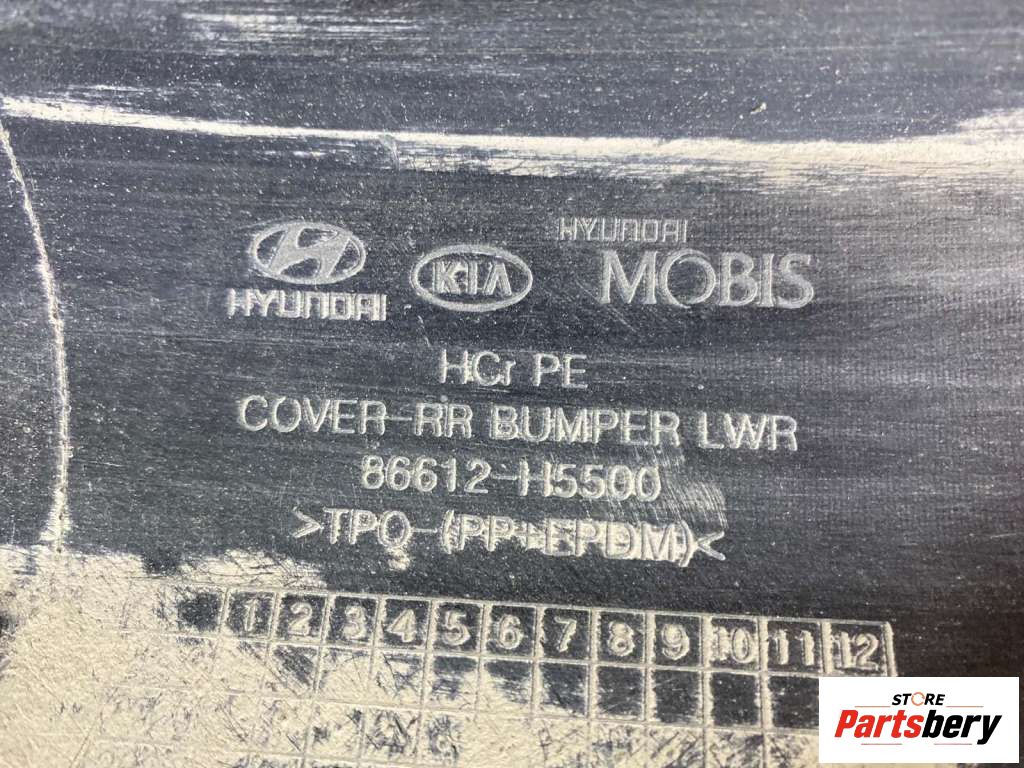 HYUNDAI
KIA
HYUNDAI
MOBIS
HCr PE
COVER-RR BUMPER LWR
86612-H5500
>TPO-(PP+EPDM)<
1 2 3 4 5 6 7 8 9 10 11 12
STORE
Partsbery